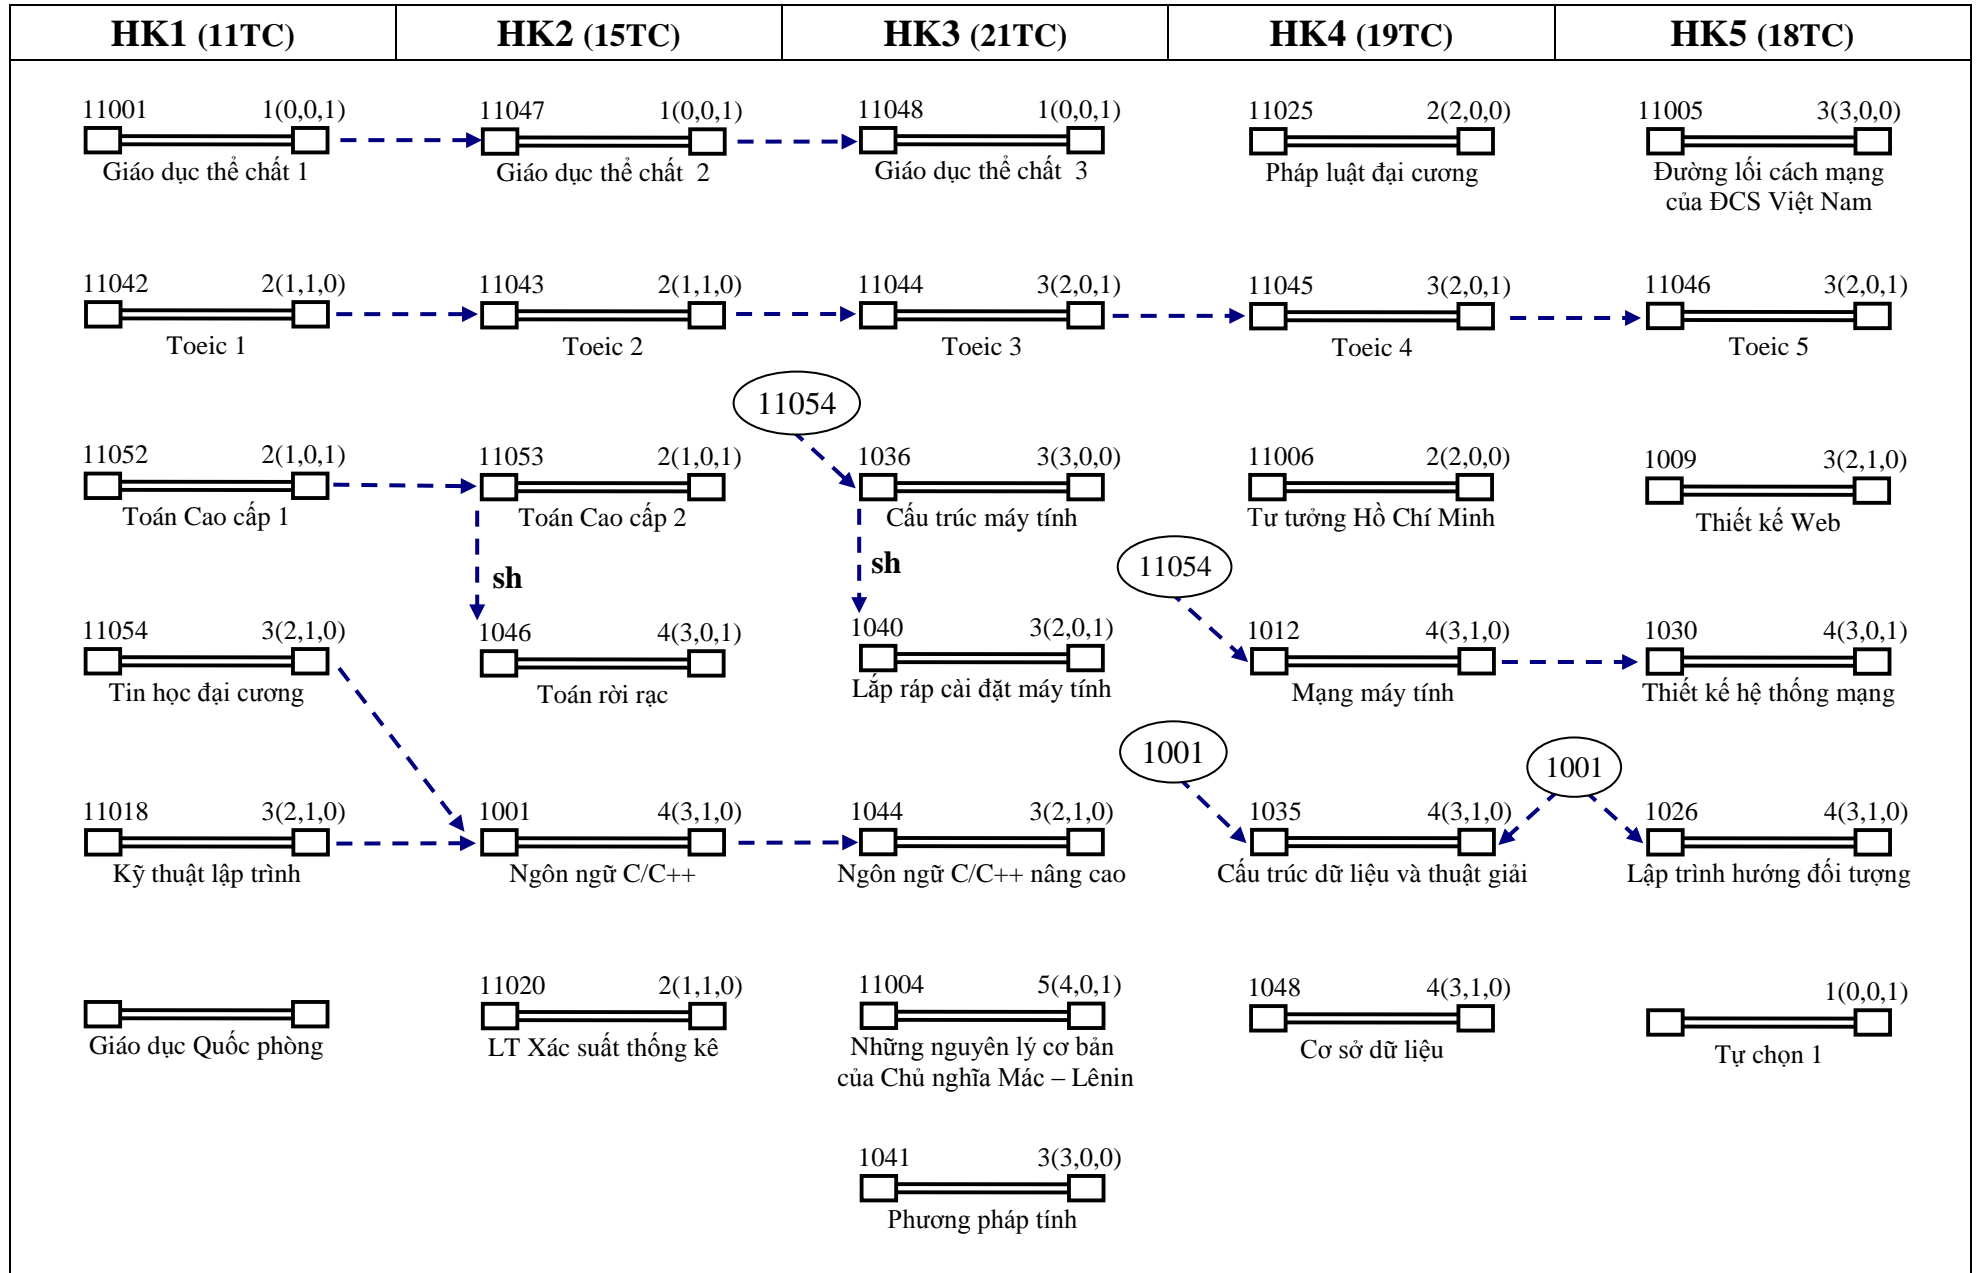 HK1 (11TC) HK2 (15TC) HK3 (21TC) HK4 (19TC) HK5 (18TC)
11001 1(0,0,1) 11047 1(0,0,1) 11048 1(0,0,1) 11025 2(2,0,0) 11005 3(3,0,0)
Giáo dục thể chất 1 Giáo dục thể chất 2 Giáo dục thể chất 3 Pháp luật đại cương Đường lối cách mạng
của ĐCS Việt Nam
11042 2(1,1,0) 11043 2(1,1,0) 11044 3(2,0,1) 11045 3(2,0,1) 11046 3(2,0,1)
Toeic 1 Toeic 2 Toeic 3 Toeic 4 Toeic 5
11054
11052 2(1,0,1) 11053 2(1,0,1) 1036 3(3,0,0) 11006 2(2,0,0) 1009 3(2,1,0)
Toán Cao cấp 1 Toán Cao cấp 2 Cấu trúc máy tính Tư tưởng Hồ Chí Minh Thiết kế Web
sh sh 11054
11054 3(2,1,0) 1046 4(3,0,1) 1040 3(2,0,1) 1012 4(3,1,0) 1030 4(3,0,1)
Tin học đại cương Toán rời rạc Lắp ráp cài đặt máy tính Mạng máy tính Thiết kế hệ thống mạng
1001 1001
11018 3(2,1,0) 1001 4(3,1,0) 1044 3(2,1,0) 1035 4(3,1,0) 1026 4(3,1,0)
Kỹ thuật lập trình Ngôn ngữ C/C++ Ngôn ngữ C/C++ nâng cao Cấu trúc dữ liệu và thuật giải Lập trình hướng đối tượng
11020 2(1,1,0) 11004 5(4,0,1) 1048 4(3,1,0) 1(0,0,1)
Giáo dục Quốc phòng LT Xác suất thống kê Những nguyên lý cơ bản Cơ sở dữ liệu Tự chọn 1
của Chủ nghĩa Mác – Lênin
1041 3(3,0,0)
Phương pháp tính